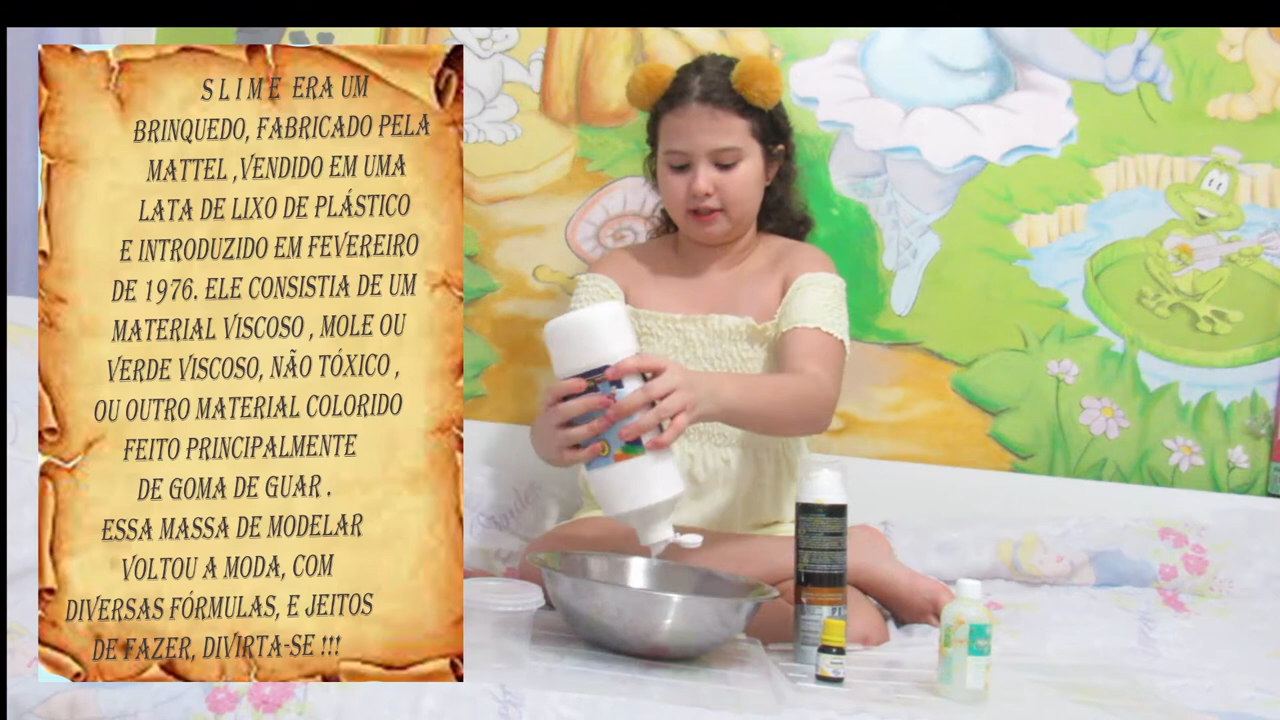 S L I M E ERA UM
BRINQUEDO, FABRICADO PELA
MATTEL ,VENDIDO EM UMA
LATA DE LIXO DE PLÁSTICO
E INTRODUZIDO EM FEVEREIRO
DE 1976. ELE CONSISTIA DE UM
MATERIAL VISCOSO , MOLE OU
VERDE VISCOSO, NÃO TÓXICO ,
OU OUTRO MATERIAL COLORIDO
FEITO PRINCIPALMENTE
DE GOMA DE GUAR .
ESSA MASSA DE MODELAR
VOLTOU A MODA, COM
DIVERSAS FÓRMULAS, E JEITOS
DE FAZER, DIVIRTA-SE !!!